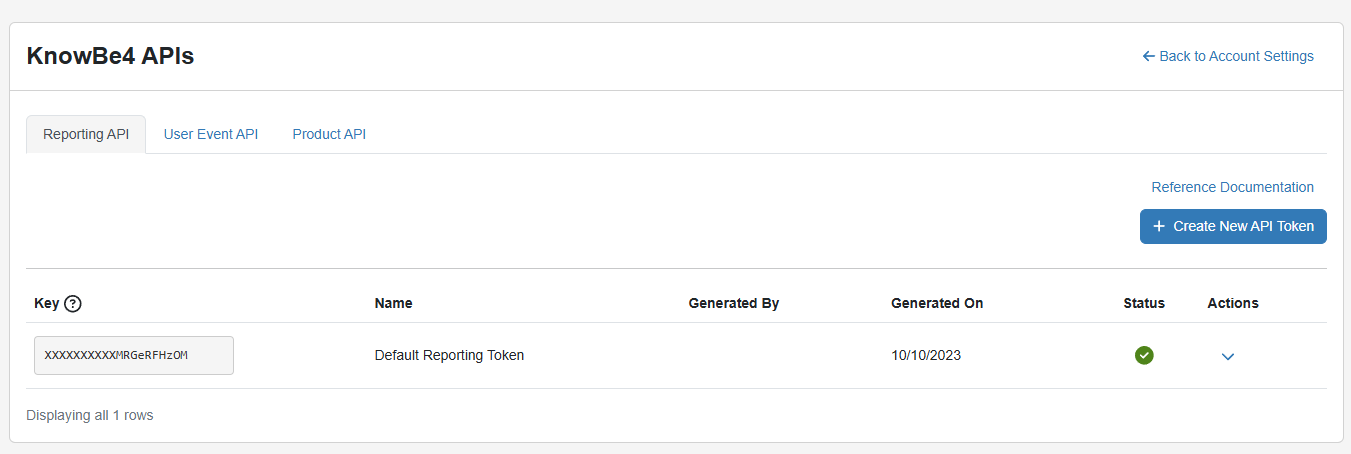 KnowBe4 APIs
Back to Account Settings
Reporting API User Event API Product API
Reference Documentation
+ Create New API Token
Key ? Name Generated By Generated On Status Actions
XXXXXXXXXXMRGeRFHzOM Default Reporting Token 10/10/2023
Displaying all 1 rows